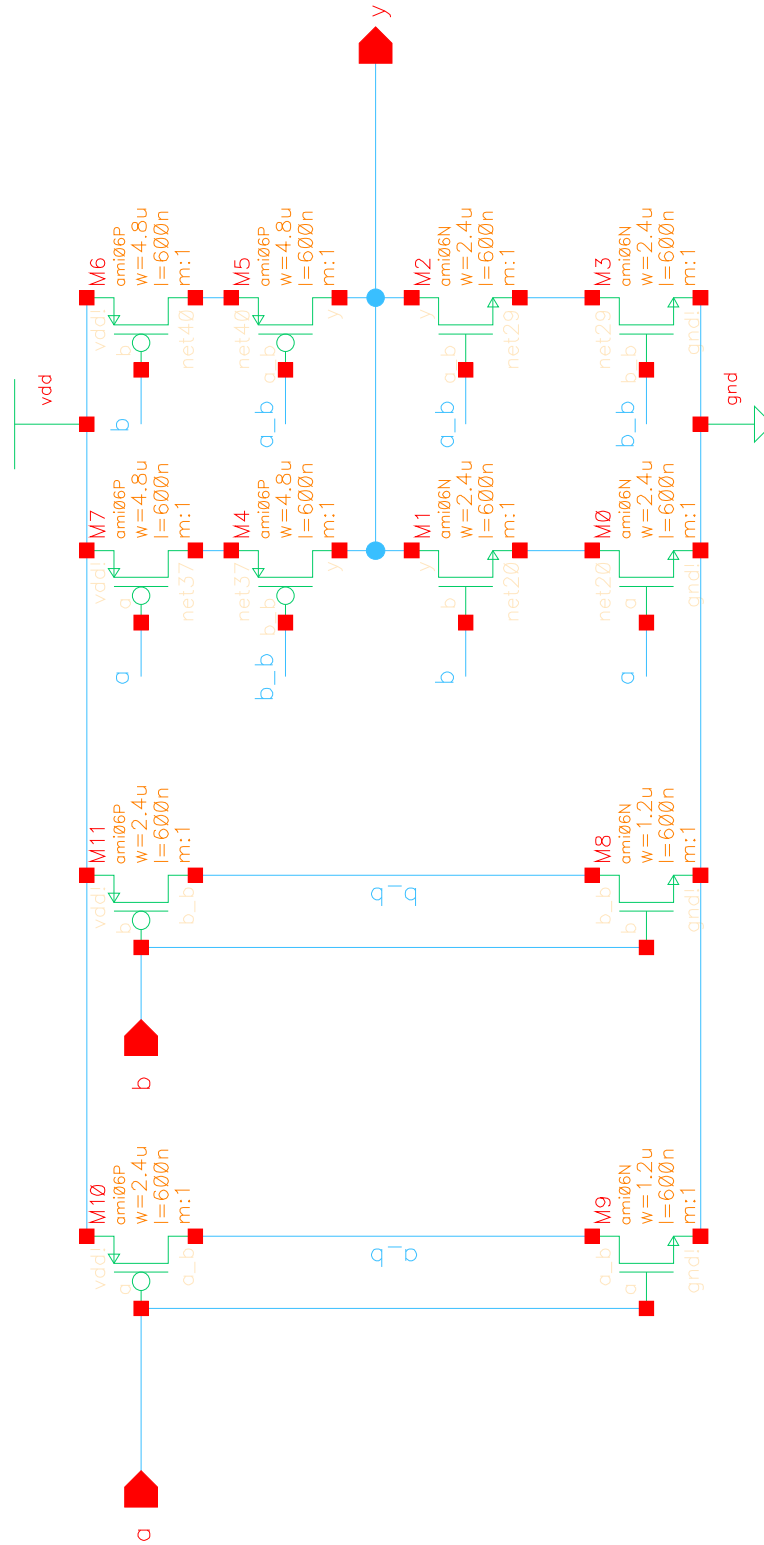 y
vdd
gnd
M6
ami06P
w=4.8u
l=600n
m:1
vdd!
b
net40
b
M5
ami06P
w=4.8u
l=600n
m:1
net40
a_b
y
a_b
M2
ami06N
w=2.4u
l=600n
m:1
y
a_b
net29
a_b
M3
ami06N
w=2.4u
l=600n
m:1
net29
b_b
gnd!
b_b
M7
ami06P
w=4.8u
l=600n
m:1
vdd!
a
net37
a
M4
ami06P
w=4.8u
l=600n
m:1
net37
b_b
y
b_b
M1
ami06N
w=2.4u
l=600n
m:1
y
b
net20
b
M0
ami06N
w=2.4u
l=600n
m:1
net20
a
gnd!
a
M11
ami06P
w=2.4u
l=600n
m:1
vdd!
b
b_b
b_b
M8
ami06N
w=1.2u
l=600n
m:1
b_b
b
gnd!
b
M10
ami06P
w=2.4u
l=600n
m:1
vdd!
a
a_b
a_b
M9
ami06N
w=1.2u
l=600n
m:1
a_b
a
gnd!
a